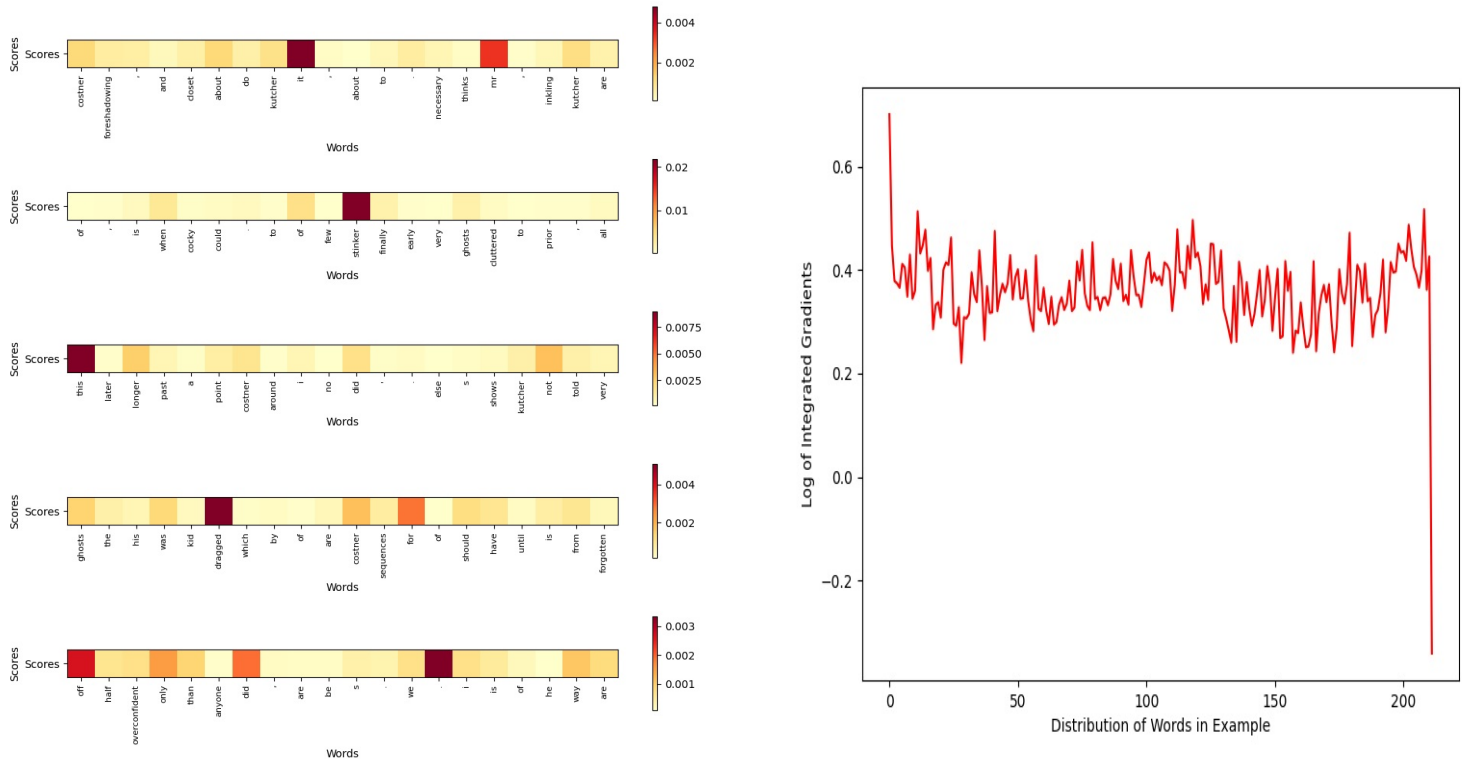 0.004
0.002
Scores
Scores
costner foreshadowing , and closet about do kutcher it , about to . necessary thinks mr , inkling kutcher are
Words
0.02
0.01
Scores
Scores
of , is when cocky could . to of few stinker finally early very ghosts cluttered to prior , all
Words
0.0075
0.0050
0.0025
Scores
Scores
this later longer past a point costner around i no did , . else s shows kutcher not told very
Words
0.004
0.002
Scores
Scores
ghosts the his was kid dragged which by of are costner sequences for of should have until is from forgotten
Words
0.003
0.002
0.001
Scores
Scores
off half overconfident only than anyone did , are be s . we . i is of he way are
Words
Log of Integrated Gradients
0.6
0.4
0.2
0.0
−0.2
0 50 100 150 200
Distribution of Words in Example